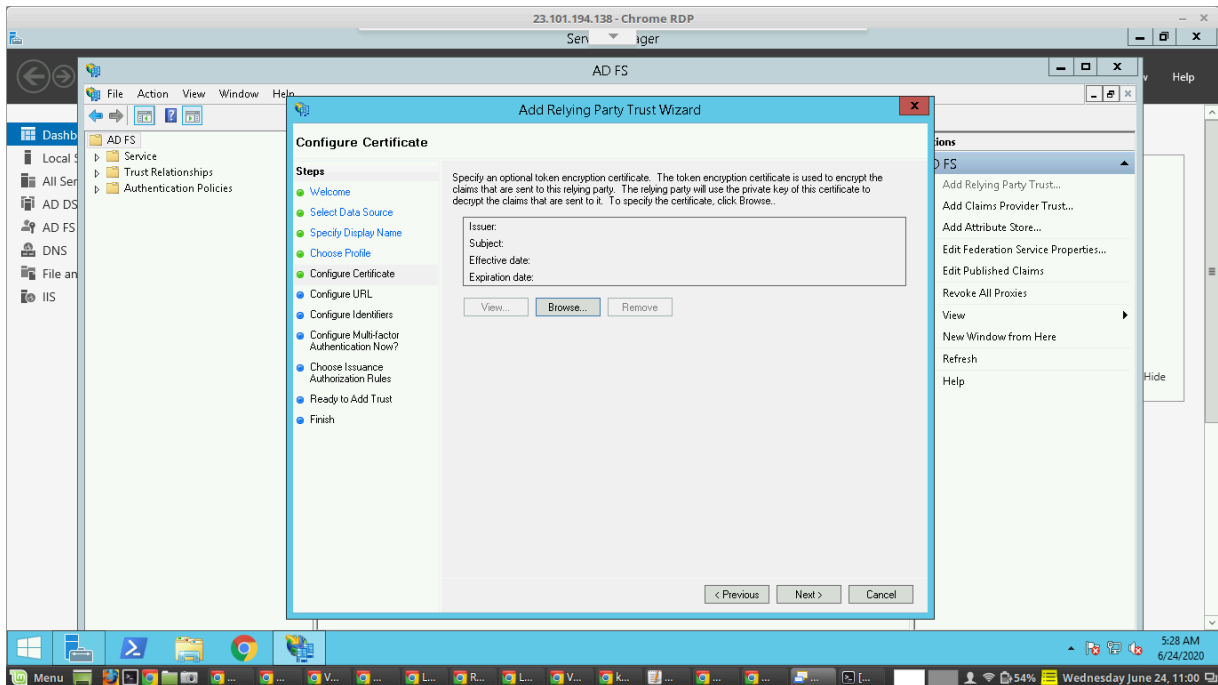 23.101.194.138 - Chrome RDP
Serv ager
AD FS
Help
File Action View Window Help
Add Relying Party Trust Wizard
Dashb
Local S
All Ser
AD DS
AD FS
DNS
File an
IIS
AD FS
Service
Trust Relationships
Authentication Policies
Configure Certificate
Steps
Welcome
Select Data Source
Specify Display Name
Choose Profile
Configure Certificate
Configure URL
Configure Identifiers
Configure Multi-factor
Authentication Now?
Choose Issuance
Authorization Rules
Ready to Add Trust
Finish
Specify an optional token encryption certificate. The token encryption certificate is used to encrypt the
claims that are sent to this relying party. The relying party will use the private key of this certificate to
decrypt the claims that are sent to it. To specify the certificate, click Browse..
Issuer:
Subject:
Effective date:
Expiration date:
View... Browse... Remove
< Previous Next > Cancel
ions
FS
Add Relying Party Trust...
Add Claims Provider Trust...
Add Attribute Store...
Edit Federation Service Properties...
Edit Published Claims
Revoke All Proxies
View
New Window from Here
Refresh
Help
Hide
5:28 AM
6/24/2020
Menu G ... G ... G V... G ... G L... G R... G L... G V... G k... ... G ... G ... ... [... 54% Wednesday June 24, 11:00